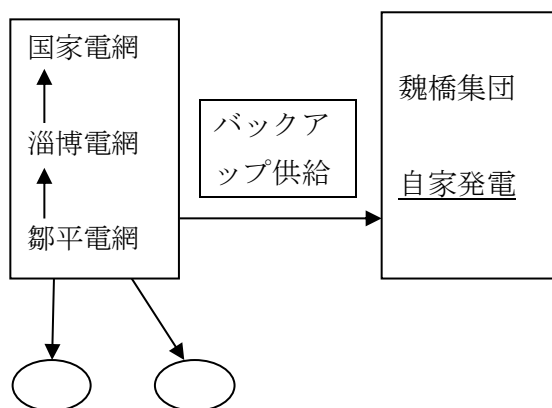 国家電網
淄博電網
鄒平電網
バックア
ップ供給
魏橋集団
自家発電